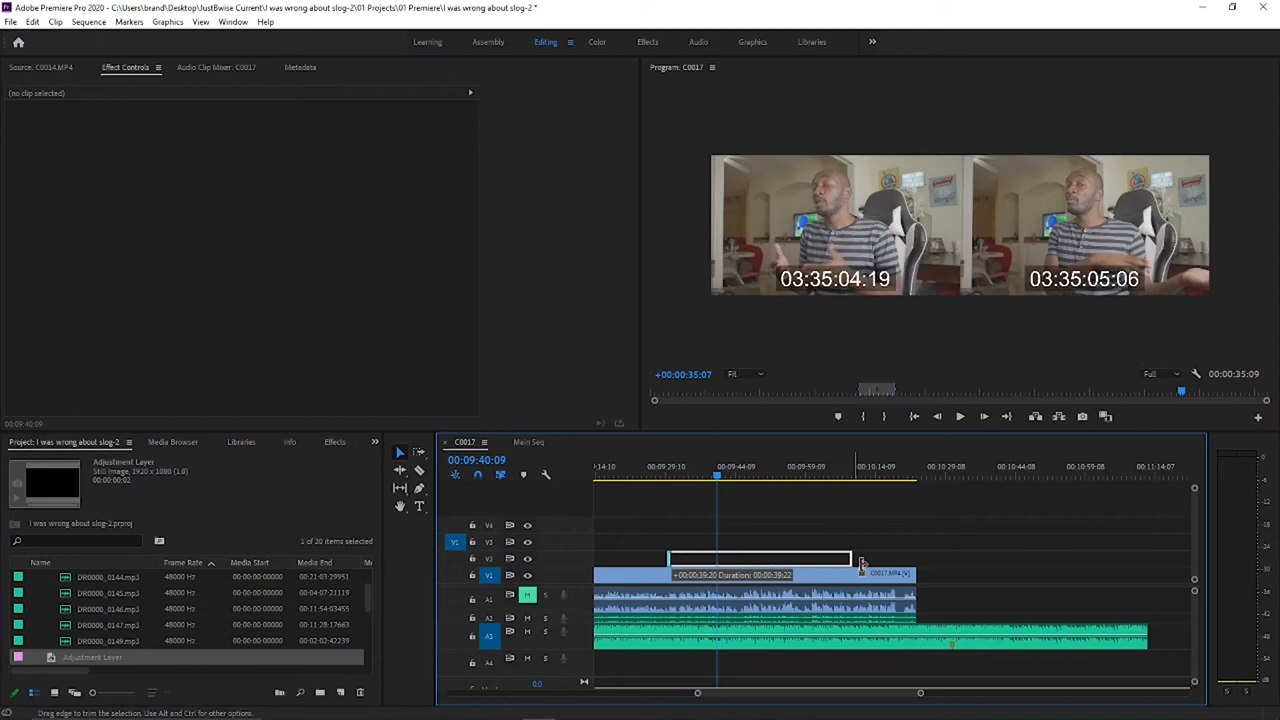 Adobe Premiere Pro 2020 - C:\Users\brand\Desktop\JustBwise Current\I was wrong about slog-2\01 Projects\01 Premiere\I was wrong about slog-2 *
File Edit Clip Sequence Markers Graphics View Window Help
Learning Assembly Editing Color Effects Audio Graphics Libraries
Source: C0014.MP4 Effect Controls Audio Clip Mixer: C0017 Metadata
Program: C0017
(no clip selected)
03:35:04:19 03:35:05:06
+00:00:35:07 Fit Full 00:00:35:09
00:09:40:09
Project: I was wrong about slog-2 Media Browser Libraries Info Effects
C0017 Main Seq
Adjustment Layer
Still Image, 1920 x 1080 (1.0)
00:00:00:02
00:09:40:09
:14:10 00:09:29:10 00:09:44:09 00:09:59:09 00:10:14:09 00:10:29:08 00:10:44:08 00:10:59:08 00:11:14:07
I was wrong about slog-2.prproj
1 of 20 items selected
Name Frame Rate Media Start Media End
DR0000_0144.mp3 48000 Hz 00:00:00:00000 00:21:03:29951
DR0000_0145.mp3 48000 Hz 00:00:00:00000 00:04:07:21119
DR0000_0146.mp3 48000 Hz 00:00:00:00000 00:11:54:03055
DR0000_0147.mp3 48000 Hz 00:00:00:00000 00:11:28:17363
DR0000_0149.mp3 48000 Hz 00:00:00:00000 00:02:02:42239
Adjustment Layer
V4
V1 V3
V2
V1 C0017.MP4 [V]
+00:00:39:20 Duration: 00:00:39:22
A1 M S
A2 M S
A3 M S
A4 M S
0.0
Drag edge to trim the selection. Use Alt and Ctrl for other options.